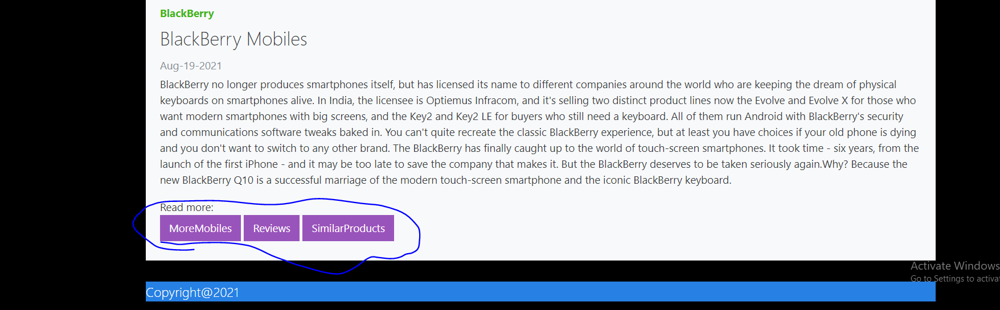 BlackBerry
BlackBerry Mobiles
Aug-19-2021
BlackBerry no longer produces smartphones itself, but has licensed its name to different companies around the world who are keeping the dream of physical
keyboards on smartphones alive. In India, the licensee is Optiemus Infracom, and it's selling two distinct product lines now the Evolve and Evolve X for those who
want modern smartphones with big screens, and the Key2 and Key2 LE for buyers who still need a keyboard. All of them run Android with BlackBerry's security
and communications software tweaks baked in. You can't quite recreate the classic BlackBerry experience, but at least you have choices if your old phone is dying
and you don't want to switch to any other brand. The BlackBerry has finally caught up to the world of touch-screen smartphones. It took time - six years, from the
launch of the first iPhone - and it may be too late to save the company that makes it. But the BlackBerry deserves to be taken seriously again.Why? Because the
new BlackBerry Q10 is a successful marriage of the modern touch-screen smartphone and the iconic BlackBerry keyboard.
Read more:
MoreMobiles Reviews SimilarProducts
Activate Windows
Go to Settings to activat
Copyright@2021